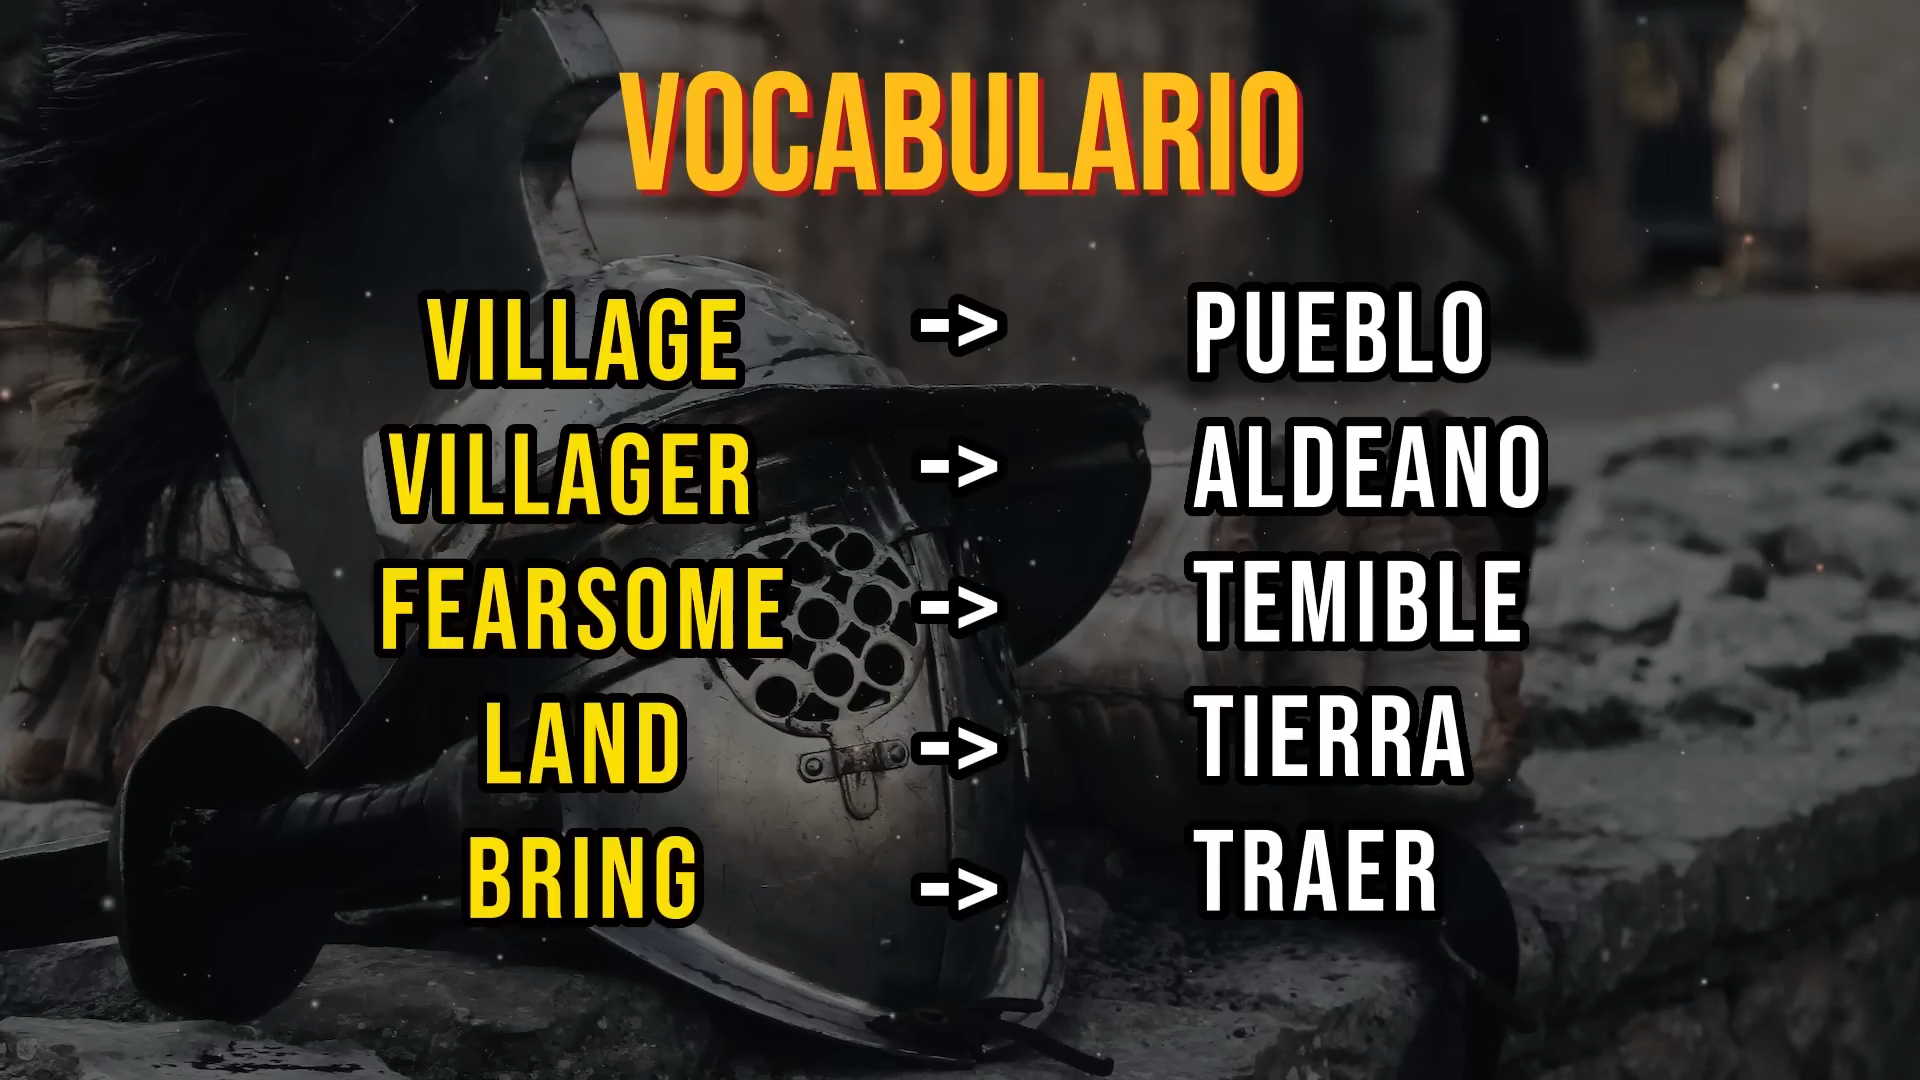 VOCABULARIO
VILLAGE -> PUEBLO
VILLAGER -> ALDEANO
FEARSOME -> TEMIBLE
LAND -> TIERRA
BRING -> TRAER